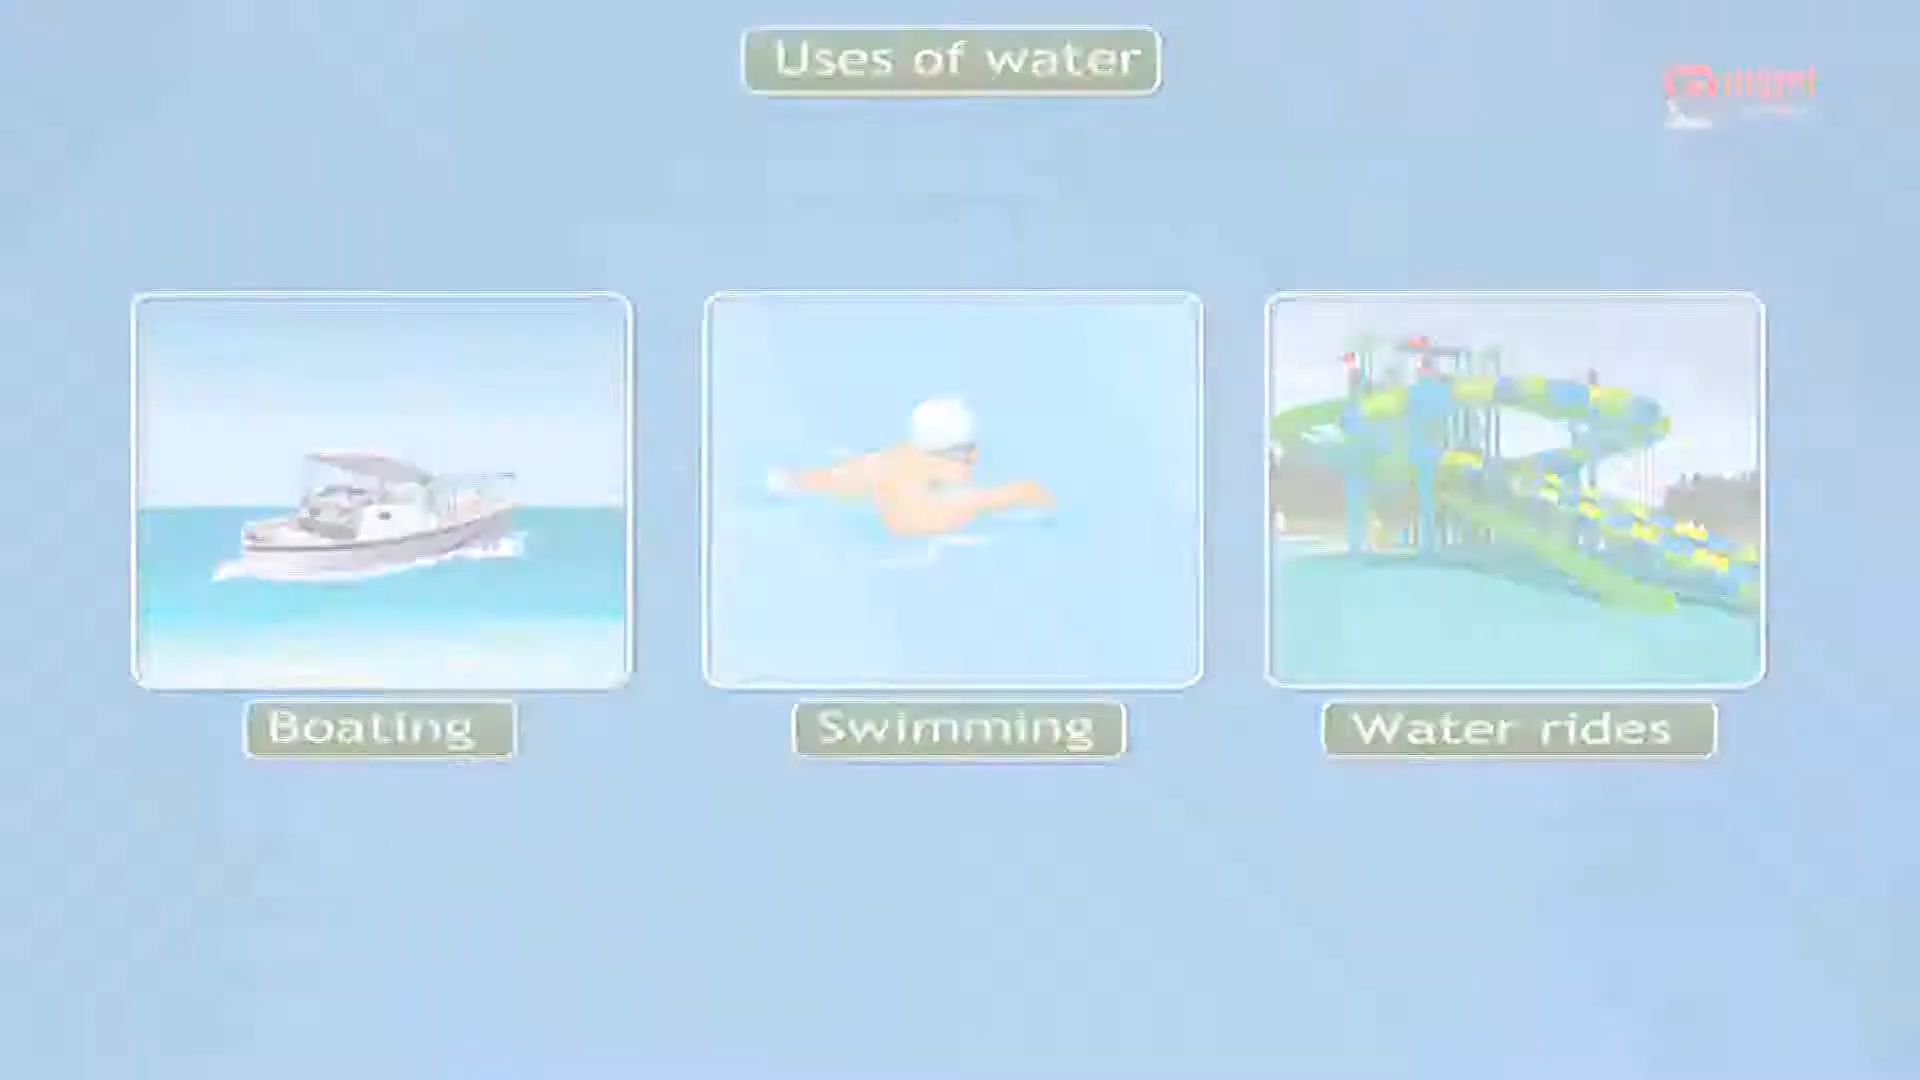 Uses of water
Boating
Swimming
Water rides